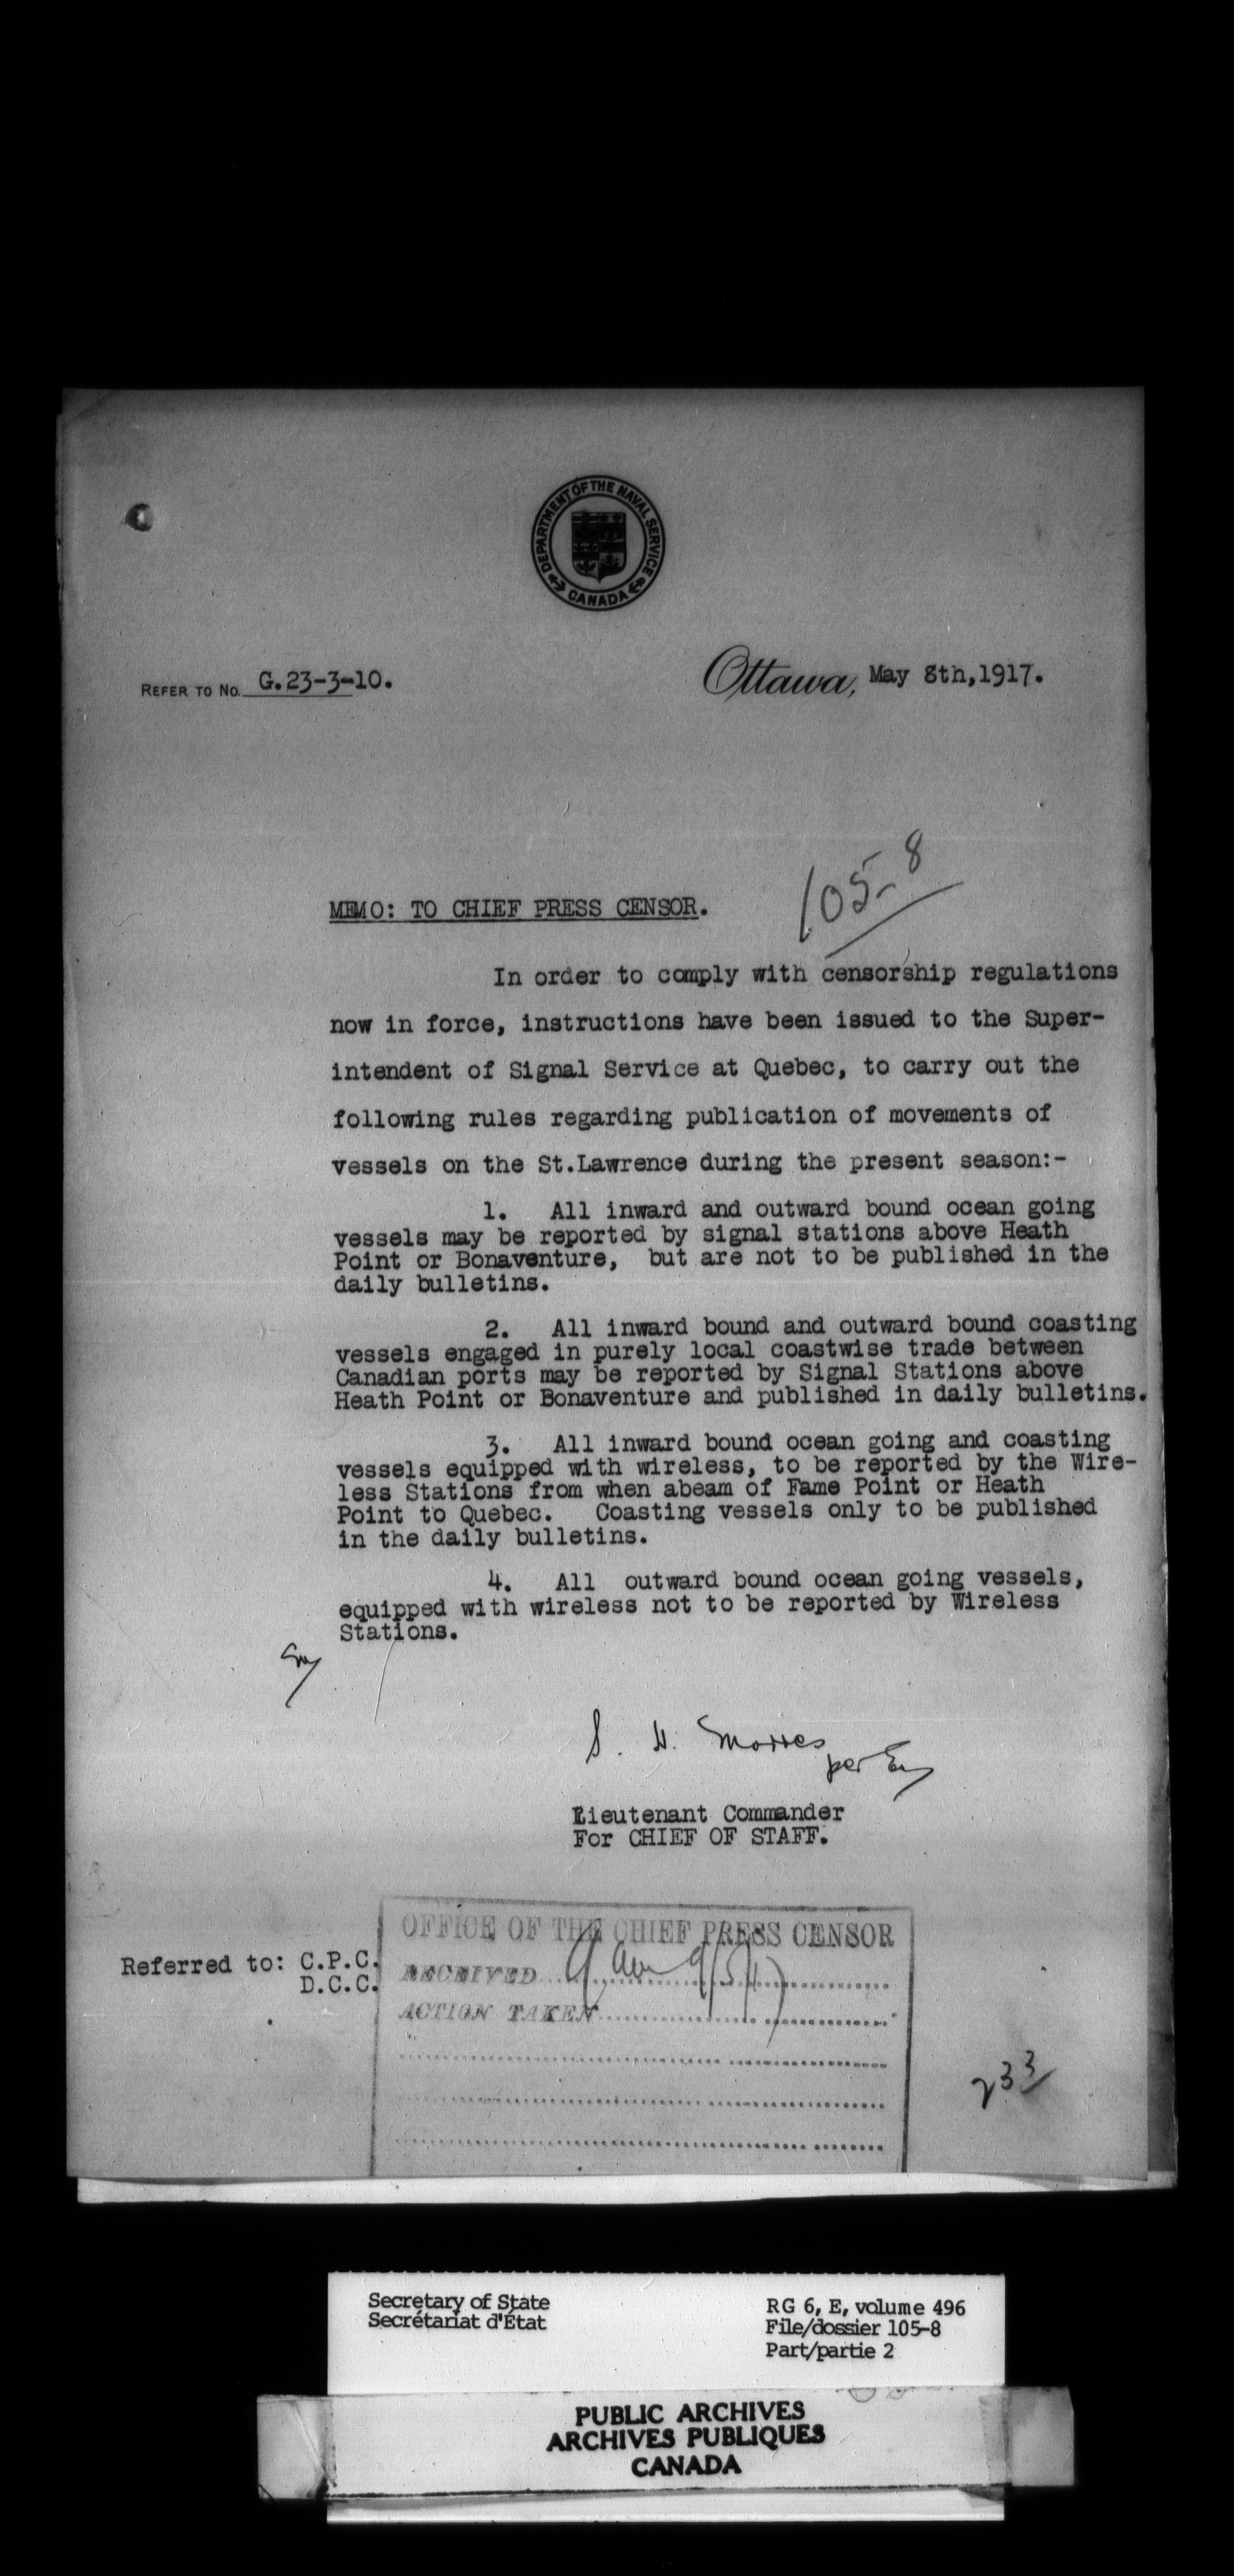 DEPARTMENT OF THE NAVAL SERVICE
CANADA
REFER TO No. G.23-3-10.
Ottawa, May 8th,1917.
105-8
MEMO: TO CHIEF PRESS CENSOR.
In order to comply with censorship regulations
now in force, instructions have been issued to the Super-
intendent of Signal Service at Quebec, to carry out the
following rules regarding publication of movements of
vessels on the St.Lawrence during the present season:-
1. All inward and outward bound ocean going
vessels may be reported by signal stations above Heath
Point or Bonaventure, but are not to be published in the
daily bulletins.
2. All inward bound and outward bound coasting
vessels engaged in purely local coastwise trade between
Canadian ports may be reported by Signal Stations above
Heath Point or Bonaventure and published in daily bulletins.
3. All inward bound ocean going and coasting
vessels equipped with wireless, to be reported by the Wire-
less Stations from when abeam of Fame Point or Heath
Point to Quebec. Coasting vessels only to be published
in the daily bulletins.
4. All outward bound ocean going vessels,
equipped with wireless not to be reported by Wireless
Stations.
S. H. Morres
per
Lieutenant Commander
For CHIEF OF STAFF.
OFFICE OF THE CHIEF PRESS CENSOR
Referred to: C.P.C.
D.C.C.
RECEIVED 9/5/17
ACTION TAKEN
233
Secretary of State
Secrétariat d'État
RG 6, E, volume 496
File/dossier 105-8
Part/partie 2
PUBLIC ARCHIVES
ARCHIVES PUBLIQUES
CANADA